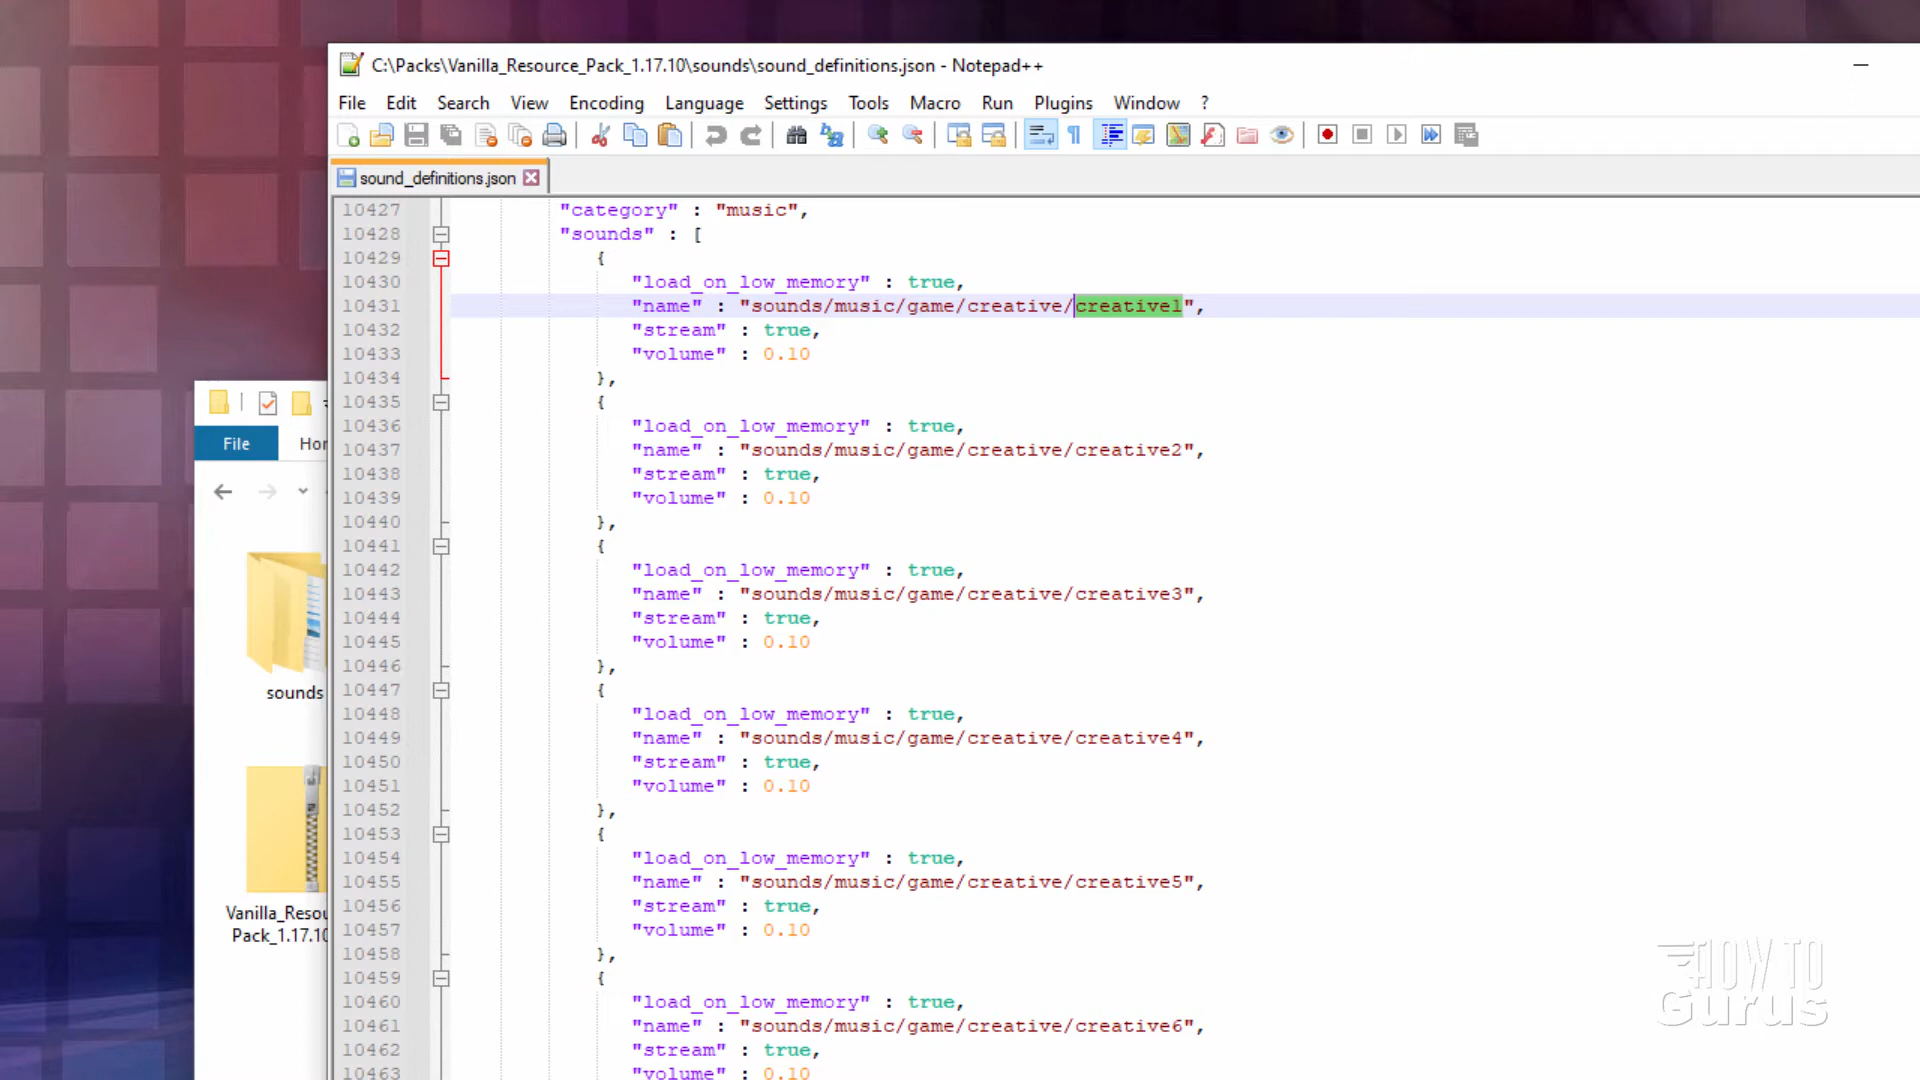 C:\Packs\Vanilla_Resource_Pack_1.17.10\sounds\sound_definitions.json - Notepad++
File Edit Search View Encoding Language Settings Tools Macro Run Plugins Window ?
sound_definitions.json
10427 "category" : "music",
10428 "sounds" : [
10429 {
10430 "load_on_low_memory" : true,
10431 "name" : "sounds/music/game/creative/creative1",
10432 "stream" : true,
10433 "volume" : 0.10
10434 },
10435 {
10436 "load_on_low_memory" : true,
10437 "name" : "sounds/music/game/creative/creative2",
10438 "stream" : true,
10439 "volume" : 0.10
10440 },
10441 {
10442 "load_on_low_memory" : true,
10443 "name" : "sounds/music/game/creative/creative3",
10444 "stream" : true,
10445 "volume" : 0.10
10446 },
10447 {
10448 "load_on_low_memory" : true,
10449 "name" : "sounds/music/game/creative/creative4",
10450 "stream" : true,
10451 "volume" : 0.10
10452 },
10453 {
10454 "load_on_low_memory" : true,
10455 "name" : "sounds/music/game/creative/creative5",
10456 "stream" : true,
10457 "volume" : 0.10
10458 },
10459 {
10460 "load_on_low_memory" : true,
10461 "name" : "sounds/music/game/creative/creative6",
10462 "stream" : true,
10463 "volume" : 0.10
File Hor
sounds
Vanilla_Resou
Pack_1.17.10
HOW TO
Gurus